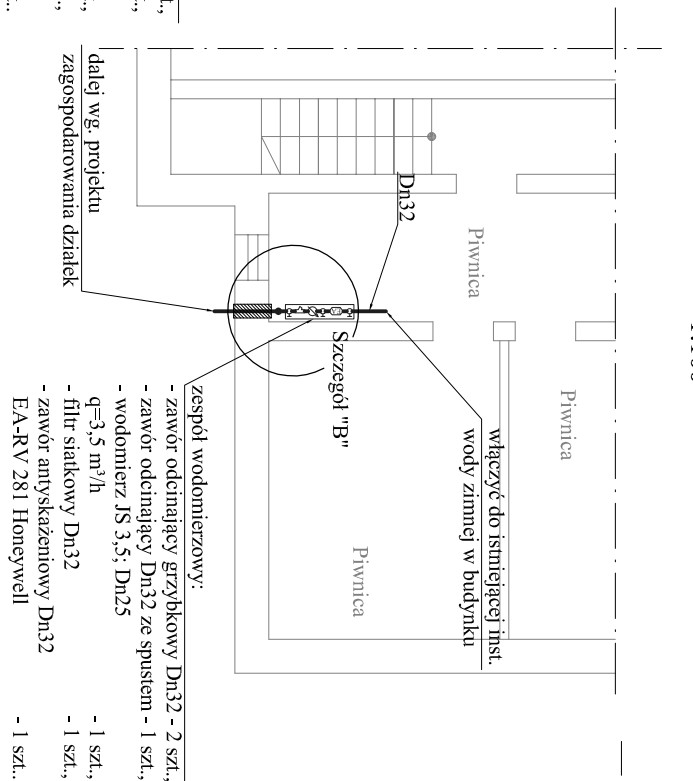 włączyć do istniejącej inst.
wody zimnej w budynku
Piwnica
Piwnica
Piwnica
Dn32
Szczegół "B"
dalej wg. projektu
zagospodarowania działek
zespół wodomierzowy:
- zawór odcinający grzybkowy Dn32 - 2 szt.,
- zawór odcinający Dn32 ze spustem - 1 szt.,
- wodomierz JS 3,5; Dn25
q=3,5 m³/h - 1 szt.,
- filtr siatkowy Dn32 - 1 szt.,
- zawór antyskażeniowy Dn32
EA-RV 281 Honeywell - 1 szt..